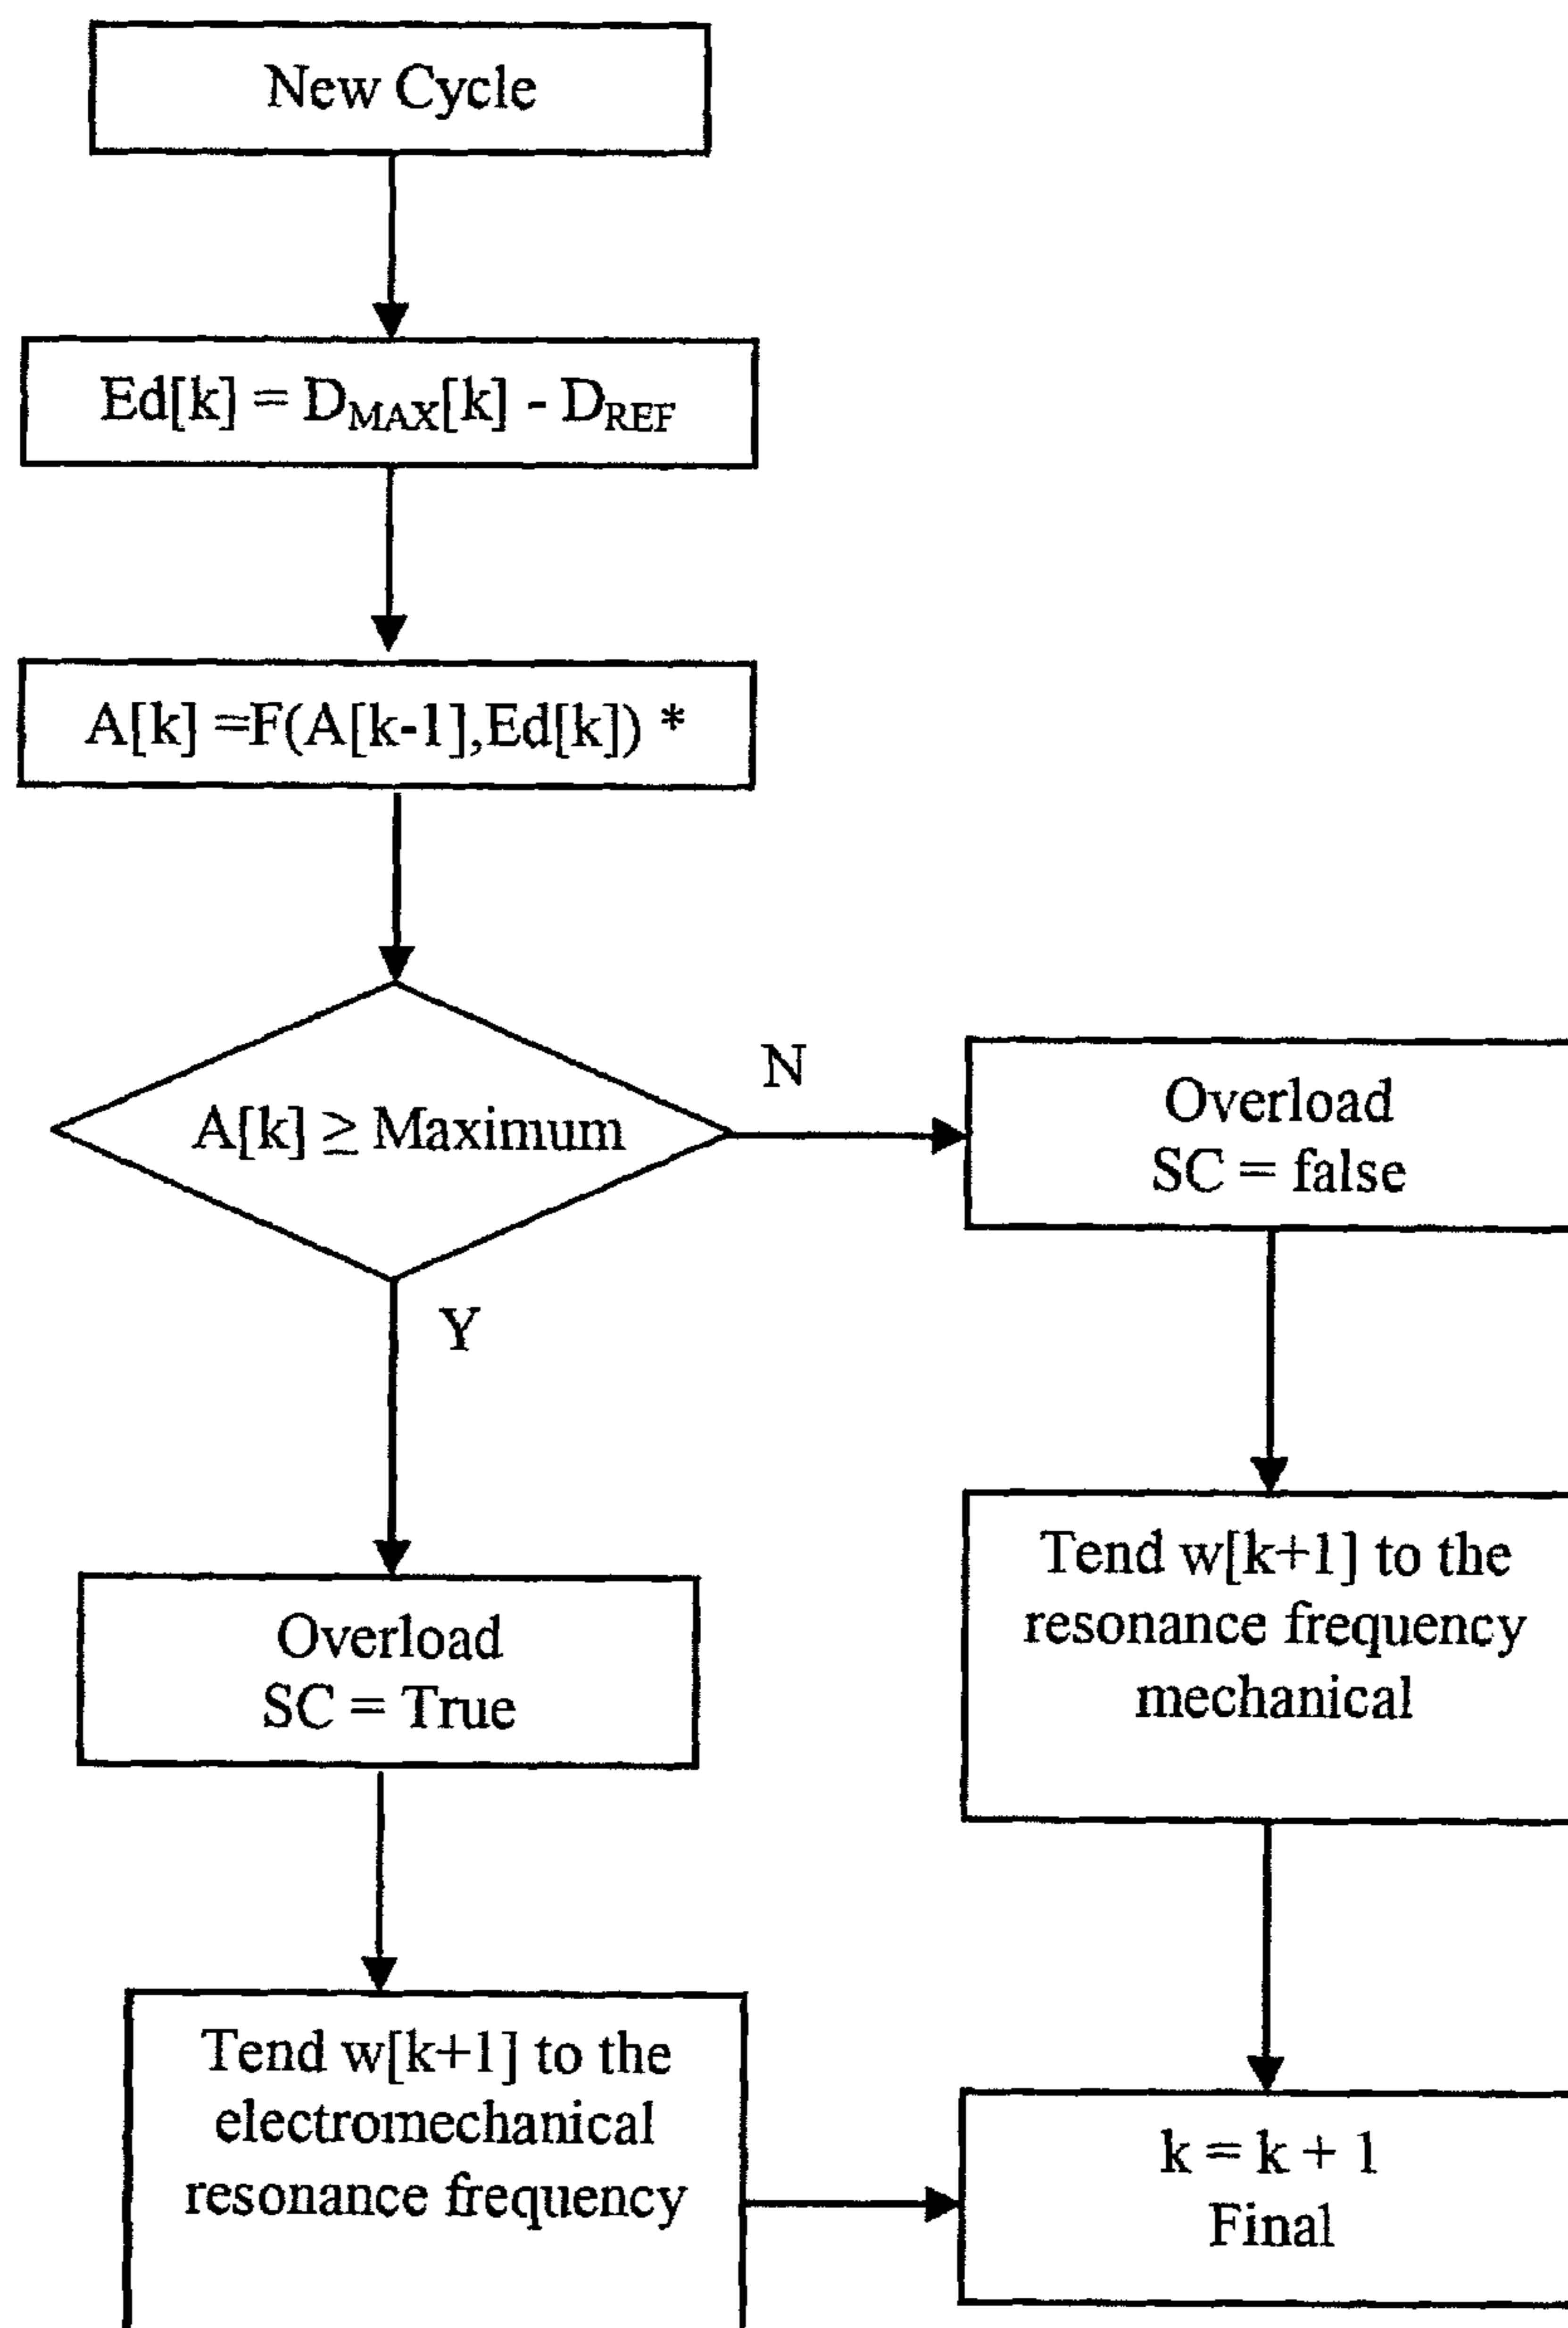 New Cycle
Ed[k] = D_MAX[k] - D_REF
A[k] =F(A[k-1],Ed[k]) *
A[k] ≥ Maximum
N
Y
Overload
SC = false
Tend w[k+1] to the
resonance frequency
mechanical
Overload
SC = True
Tend w[k+1] to the
electromechanical
resonance frequency
k = k + 1
Final